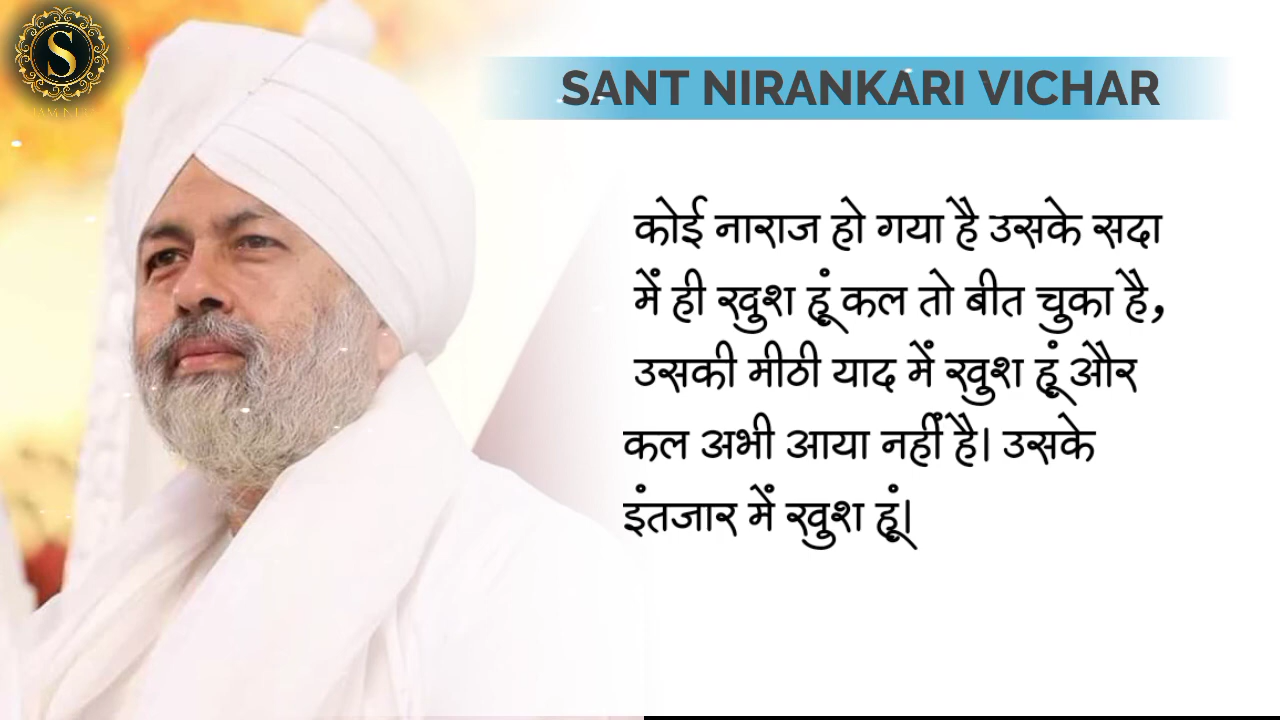 S
SANT NIRANKARI VICHAR
कोई नाराज हो गया है उसके सदा
में ही खुश हूं कल तो बीत चुका है,
उसकी मीठी याद में खुश हूं और
कल अभी आया नहीं है। उसके
इंतजार में खुश हूं।